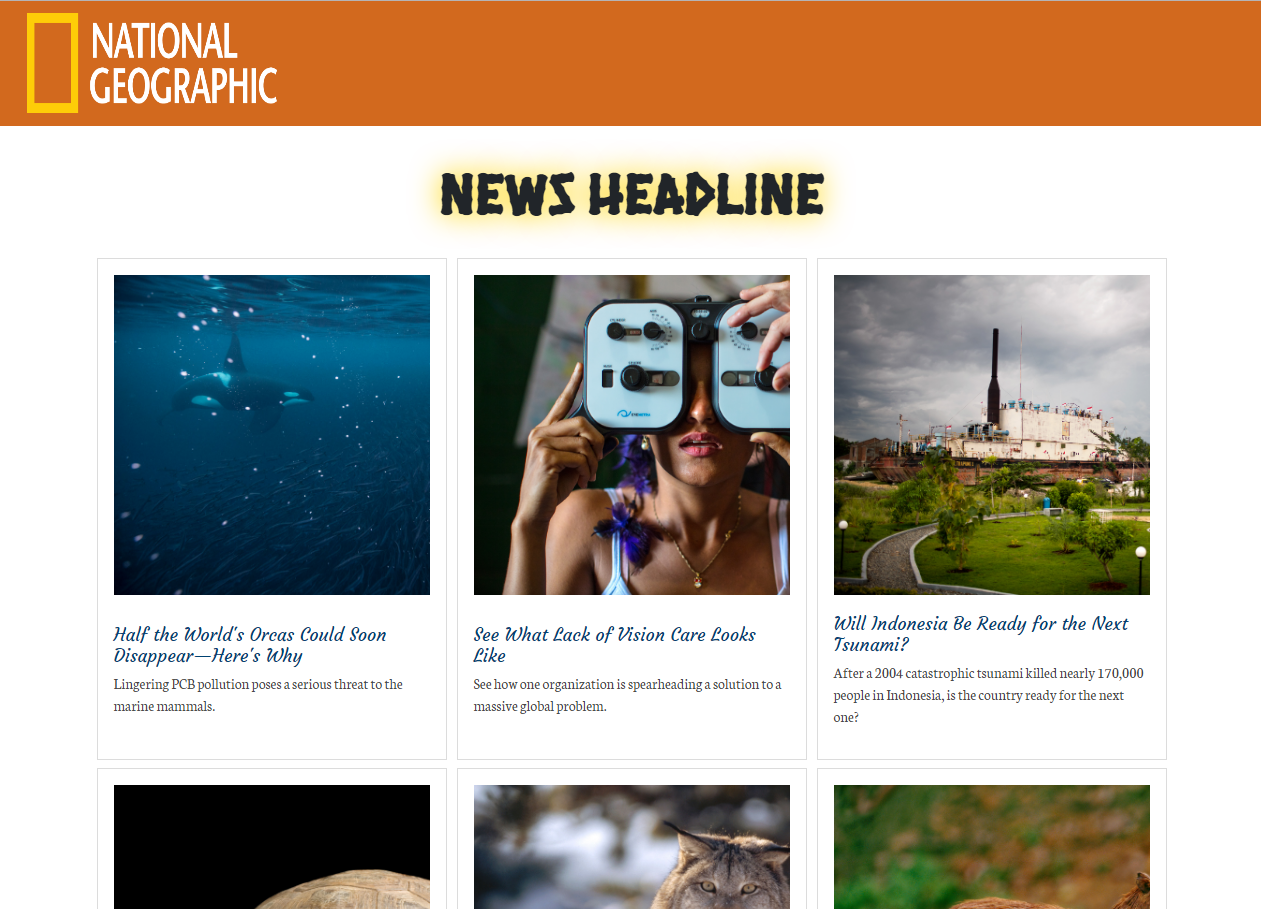 NATIONAL
GEOGRAPHIC
NEWS HEADLINE
Half the World's Orcas Could Soon
Disappear—Here's Why
Lingering PCB pollution poses a serious threat to the
marine mammals.
See What Lack of Vision Care Looks
Like
See how one organization is spearheading a solution to a
massive global problem.
Will Indonesia Be Ready for the Next
Tsunami?
After a 2004 catastrophic tsunami killed nearly 170,000
people in Indonesia, is the country ready for the next
one?